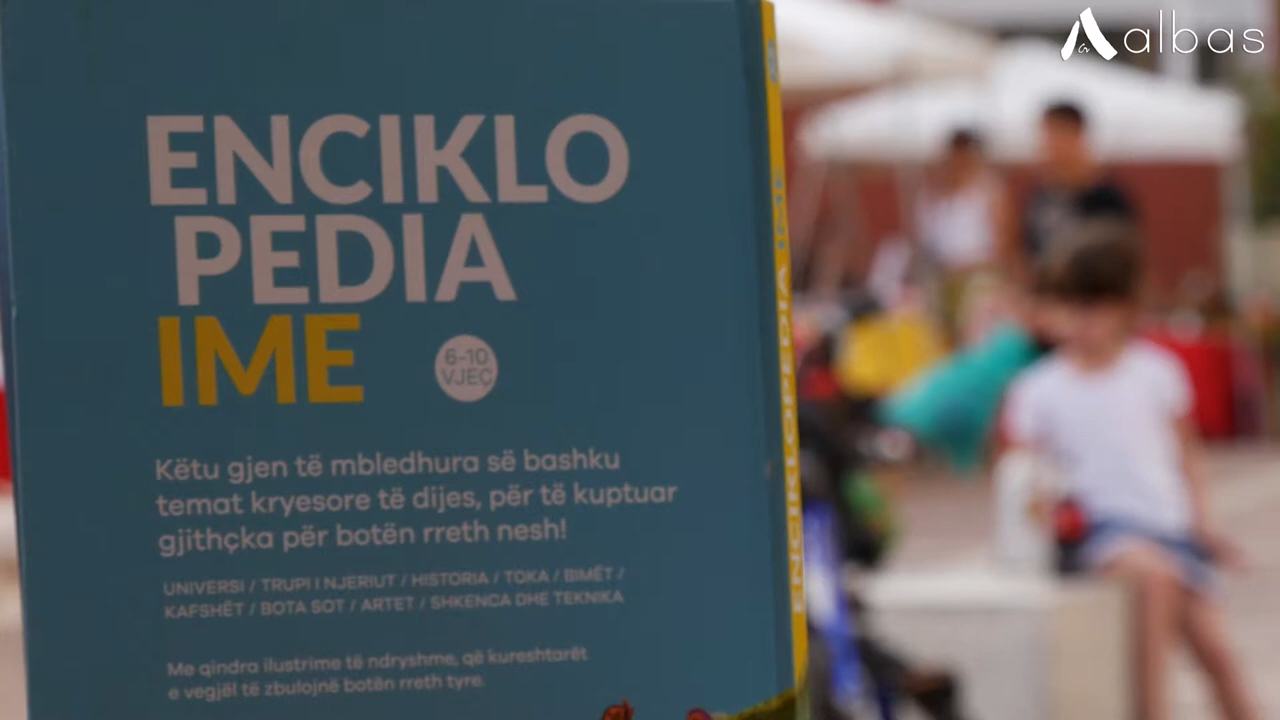 albas
ENCIKLO
PEDIA
IME
6-10
VJEÇ
Këtu gjen të mbledhura së bashku
temat kryesore të dijes, për të kuptuar
gjithçka për botën rreth nesh!
UNIVERSI / TRUPI I NJERIUT / HISTORIA / TOKA / BIMËT /
KAFSHËT / BOTA SOT / ARTET / SHKENCA DHE TEKNIKA
Me qindra ilustrime të ndryshme, që kureshtarët
e vegjël të zbulojnë botën rreth tyre.
ENCIKLOPEDIA IME